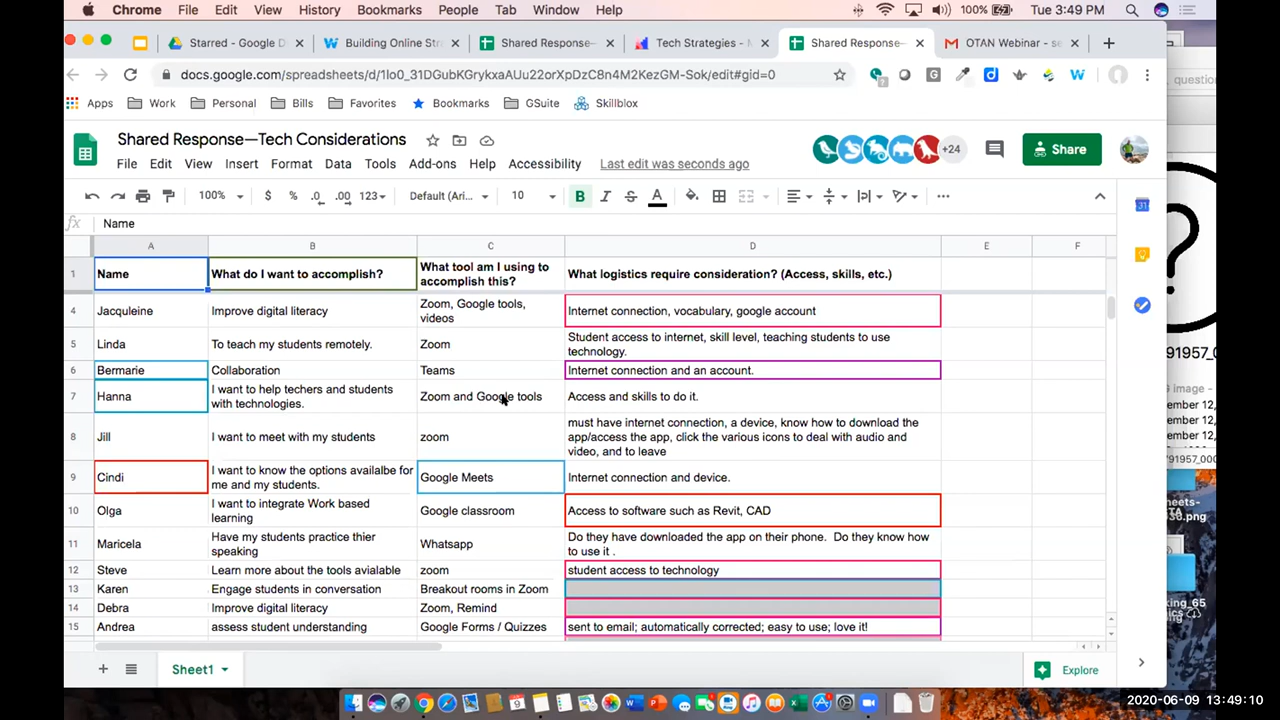 Chrome File Edit View History Bookmarks People Tab Window Help 100% Tue 3:49 PM
Starred - Google D Building Online St Shared Response- Tech Strategies Shared Response- OTAN Webinar - se
docs.google.com/spreadsheets/d/1lo0_31DGubKGrykxaAUu22orXpDzC8n4M2KezGM-Sok/edit#gid=0
Apps Work Personal Bills Favorites Bookmarks GSuite Skillblox
question
Shared Response—Tech Considerations
+24 Share
File Edit View Insert Format Data Tools Add-ons Help Accessibility Last edit was seconds ago
100% $ % .0 .00 123 Default (Ari... 10 B I S A
fx Name
A B C D E F
1 Name What do I want to accomplish? What tool am I using to accomplish this? What logistics require consideration? (Access, skills, etc.)
4 Jacquleine Improve digital literacy Zoom, Google tools, videos Internet connection, vocabulary, google account
5 Linda To teach my students remotely. Zoom Student access to internet, skill level, teaching students to use technology.
6 Bermarie Collaboration Teams Internet connection and an account.
7 Hanna I want to help techers and students with technologies. Zoom and Google tools Access and skills to do it.
8 Jill I want to meet with my students zoom must have internet connection, a device, know how to download the app/access the app, click the various icons to deal with audio and video, and to leave
9 Cindi I want to know the options availalbe for me and my students. Google Meets Internet connection and device.
10 Olga I want to integrate Work based learning Access to software such as Revit, CAD
11 Maricela Have my students practice thier speaking Whatsapp Do they have downloaded the app on their phone. Do they know how to use it .
12 Steve Learn more about the tools avialable zoom student access to technology
13 Karen Engage students in conversation Breakout rooms in Zoom
14 Debra Improve digital literacy Zoom, Remind
15 Andrea assess student understanding Google Quizzes sent to email; automatically corrected; easy to use; love it!
91957_0
G image -
ember 12,
ember 12,
791957_000
Sheet1
Explore
2020-06-09 13:49:10